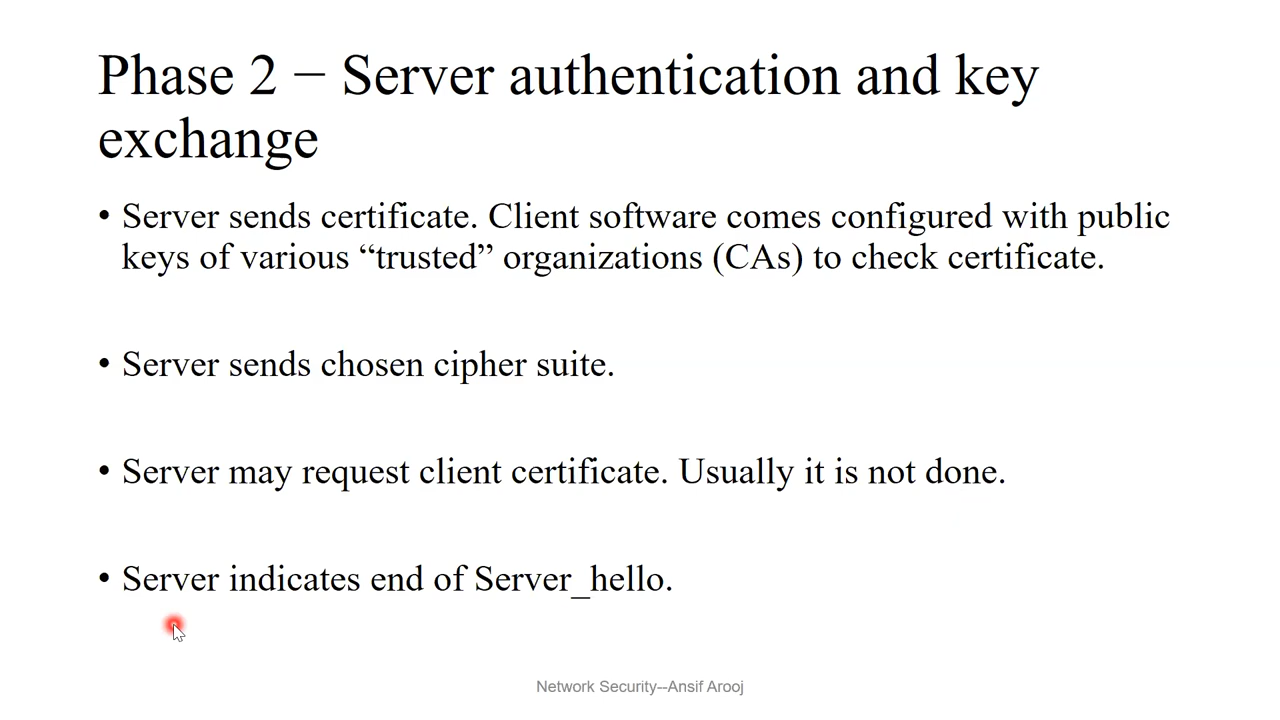 Phase 2 − Server authentication and key
exchange
• Server sends certificate. Client software comes configured with public
keys of various “trusted” organizations (CAs) to check certificate.
• Server sends chosen cipher suite.
• Server may request client certificate. Usually it is not done.
• Server indicates end of Server_hello.
Network Security--Ansif Arooj